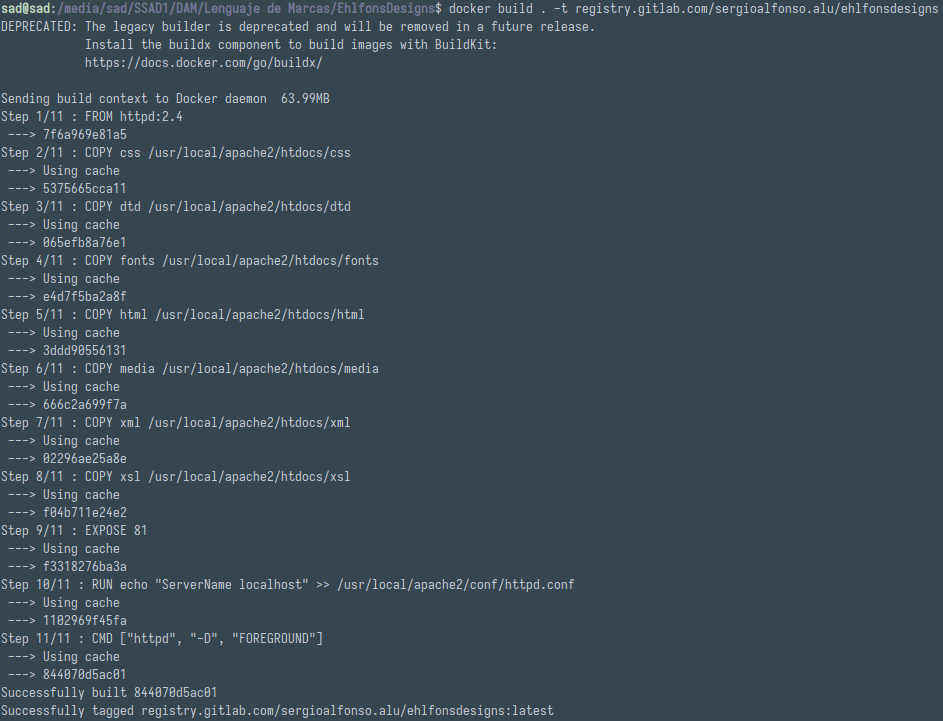 sad@sad:/media/sad/SSAD1/DAM/Lenguaje de Marcas/EhlfonsDesigns$ docker build . -t registry.gitlab.com/sergioalfonso.alu/ehlfonsdesigns
DEPRECATED: The legacy builder is deprecated and will be removed in a future release.
            Install the buildx component to build images with BuildKit:
            https://docs.docker.com/go/buildx/

Sending build context to Docker daemon  63.99MB
Step 1/11 : FROM httpd:2.4
 ---> 7f6a969e81a5
Step 2/11 : COPY css /usr/local/apache2/htdocs/css
 ---> Using cache
 ---> 5375665cca11
Step 3/11 : COPY dtd /usr/local/apache2/htdocs/dtd
 ---> Using cache
 ---> 065efb8a76e1
Step 4/11 : COPY fonts /usr/local/apache2/htdocs/fonts
 ---> Using cache
 ---> e4d7f5ba2a8f
Step 5/11 : COPY html /usr/local/apache2/htdocs/html
 ---> Using cache
 ---> 3ddd90556131
Step 6/11 : COPY media /usr/local/apache2/htdocs/media
 ---> Using cache
 ---> 666c2a699f7a
Step 7/11 : COPY xml /usr/local/apache2/htdocs/xml
 ---> Using cache
 ---> 02296ae25a8e
Step 8/11 : COPY xsl /usr/local/apache2/htdocs/xsl
 ---> Using cache
 ---> f04b711e24e2
Step 9/11 : EXPOSE 81
 ---> Using cache
 ---> f3318276ba3a
Step 10/11 : RUN echo "ServerName localhost" >> /usr/local/apache2/conf/httpd.conf
 ---> Using cache
 ---> 1102969f45fa
Step 11/11 : CMD ["httpd", "-D", "FOREGROUND"]
 ---> Using cache
 ---> 844070d5ac01
Successfully built 844070d5ac01
Successfully tagged registry.gitlab.com/sergioalfonso.alu/ehlfonsdesigns:latest